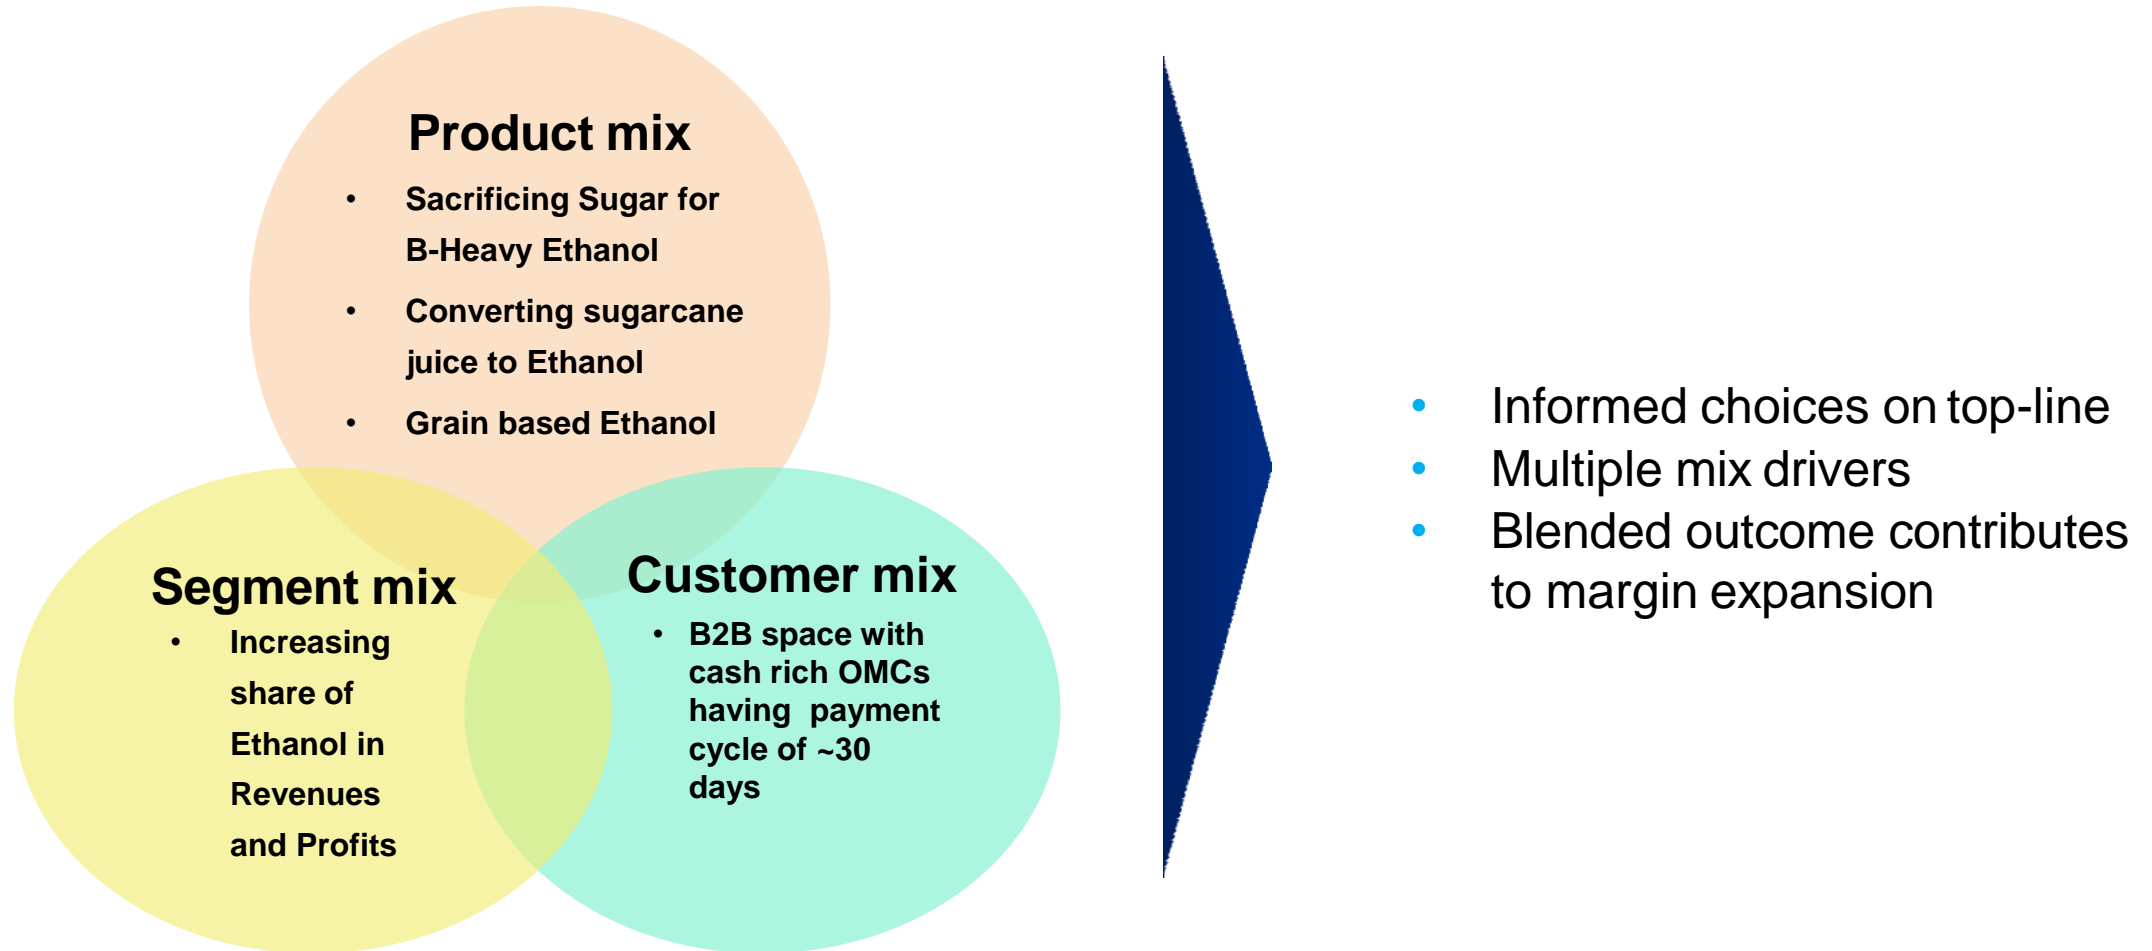 Product mix
• Sacrificing Sugar for
B-Heavy Ethanol
• Converting sugarcane
juice to Ethanol
• Grain based Ethanol
Segment mix
• Increasing
share of
Ethanol in
Revenues
and Profits
Customer mix
• B2B space with
cash rich OMCs
having payment
cycle of ~30
days
• Informed choices on top-line
• Multiple mix drivers
• Blended outcome contributes
to margin expansion